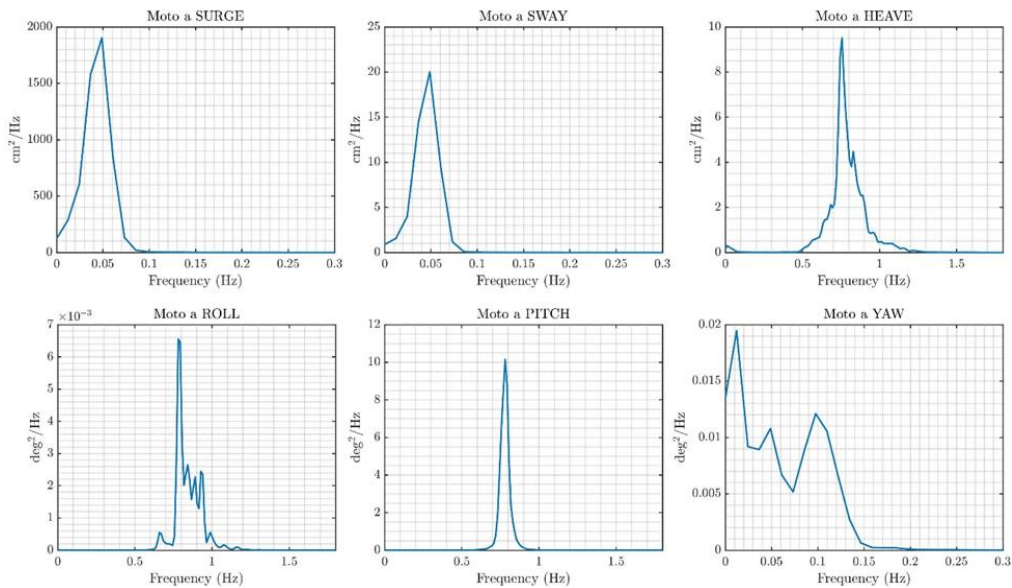 Moto a SURGE
2000
1500
1000
500
0
cm²/Hz
0 0.05 0.1 0.15 0.2 0.25 0.3
Frequency (Hz)
Moto a SWAY
25
20
15
10
5
0
cm²/Hz
0 0.05 0.1 0.15 0.2 0.25 0.3
Frequency (Hz)
Moto a HEAVE
10
8
6
4
2
0
cm²/Hz
0 0.5 1 1.5
Frequency (Hz)
Moto a ROLL
×10⁻³
7
6
5
4
3
2
1
0
deg²/Hz
0 0.5 1 1.5
Frequency (Hz)
Moto a PITCH
12
10
8
6
4
2
0
deg²/Hz
0 0.5 1 1.5
Frequency (Hz)
Moto a YAW
0.02
0.015
0.01
0.005
0
deg²/Hz
0 0.05 0.1 0.15 0.2 0.25 0.3
Frequency (Hz)